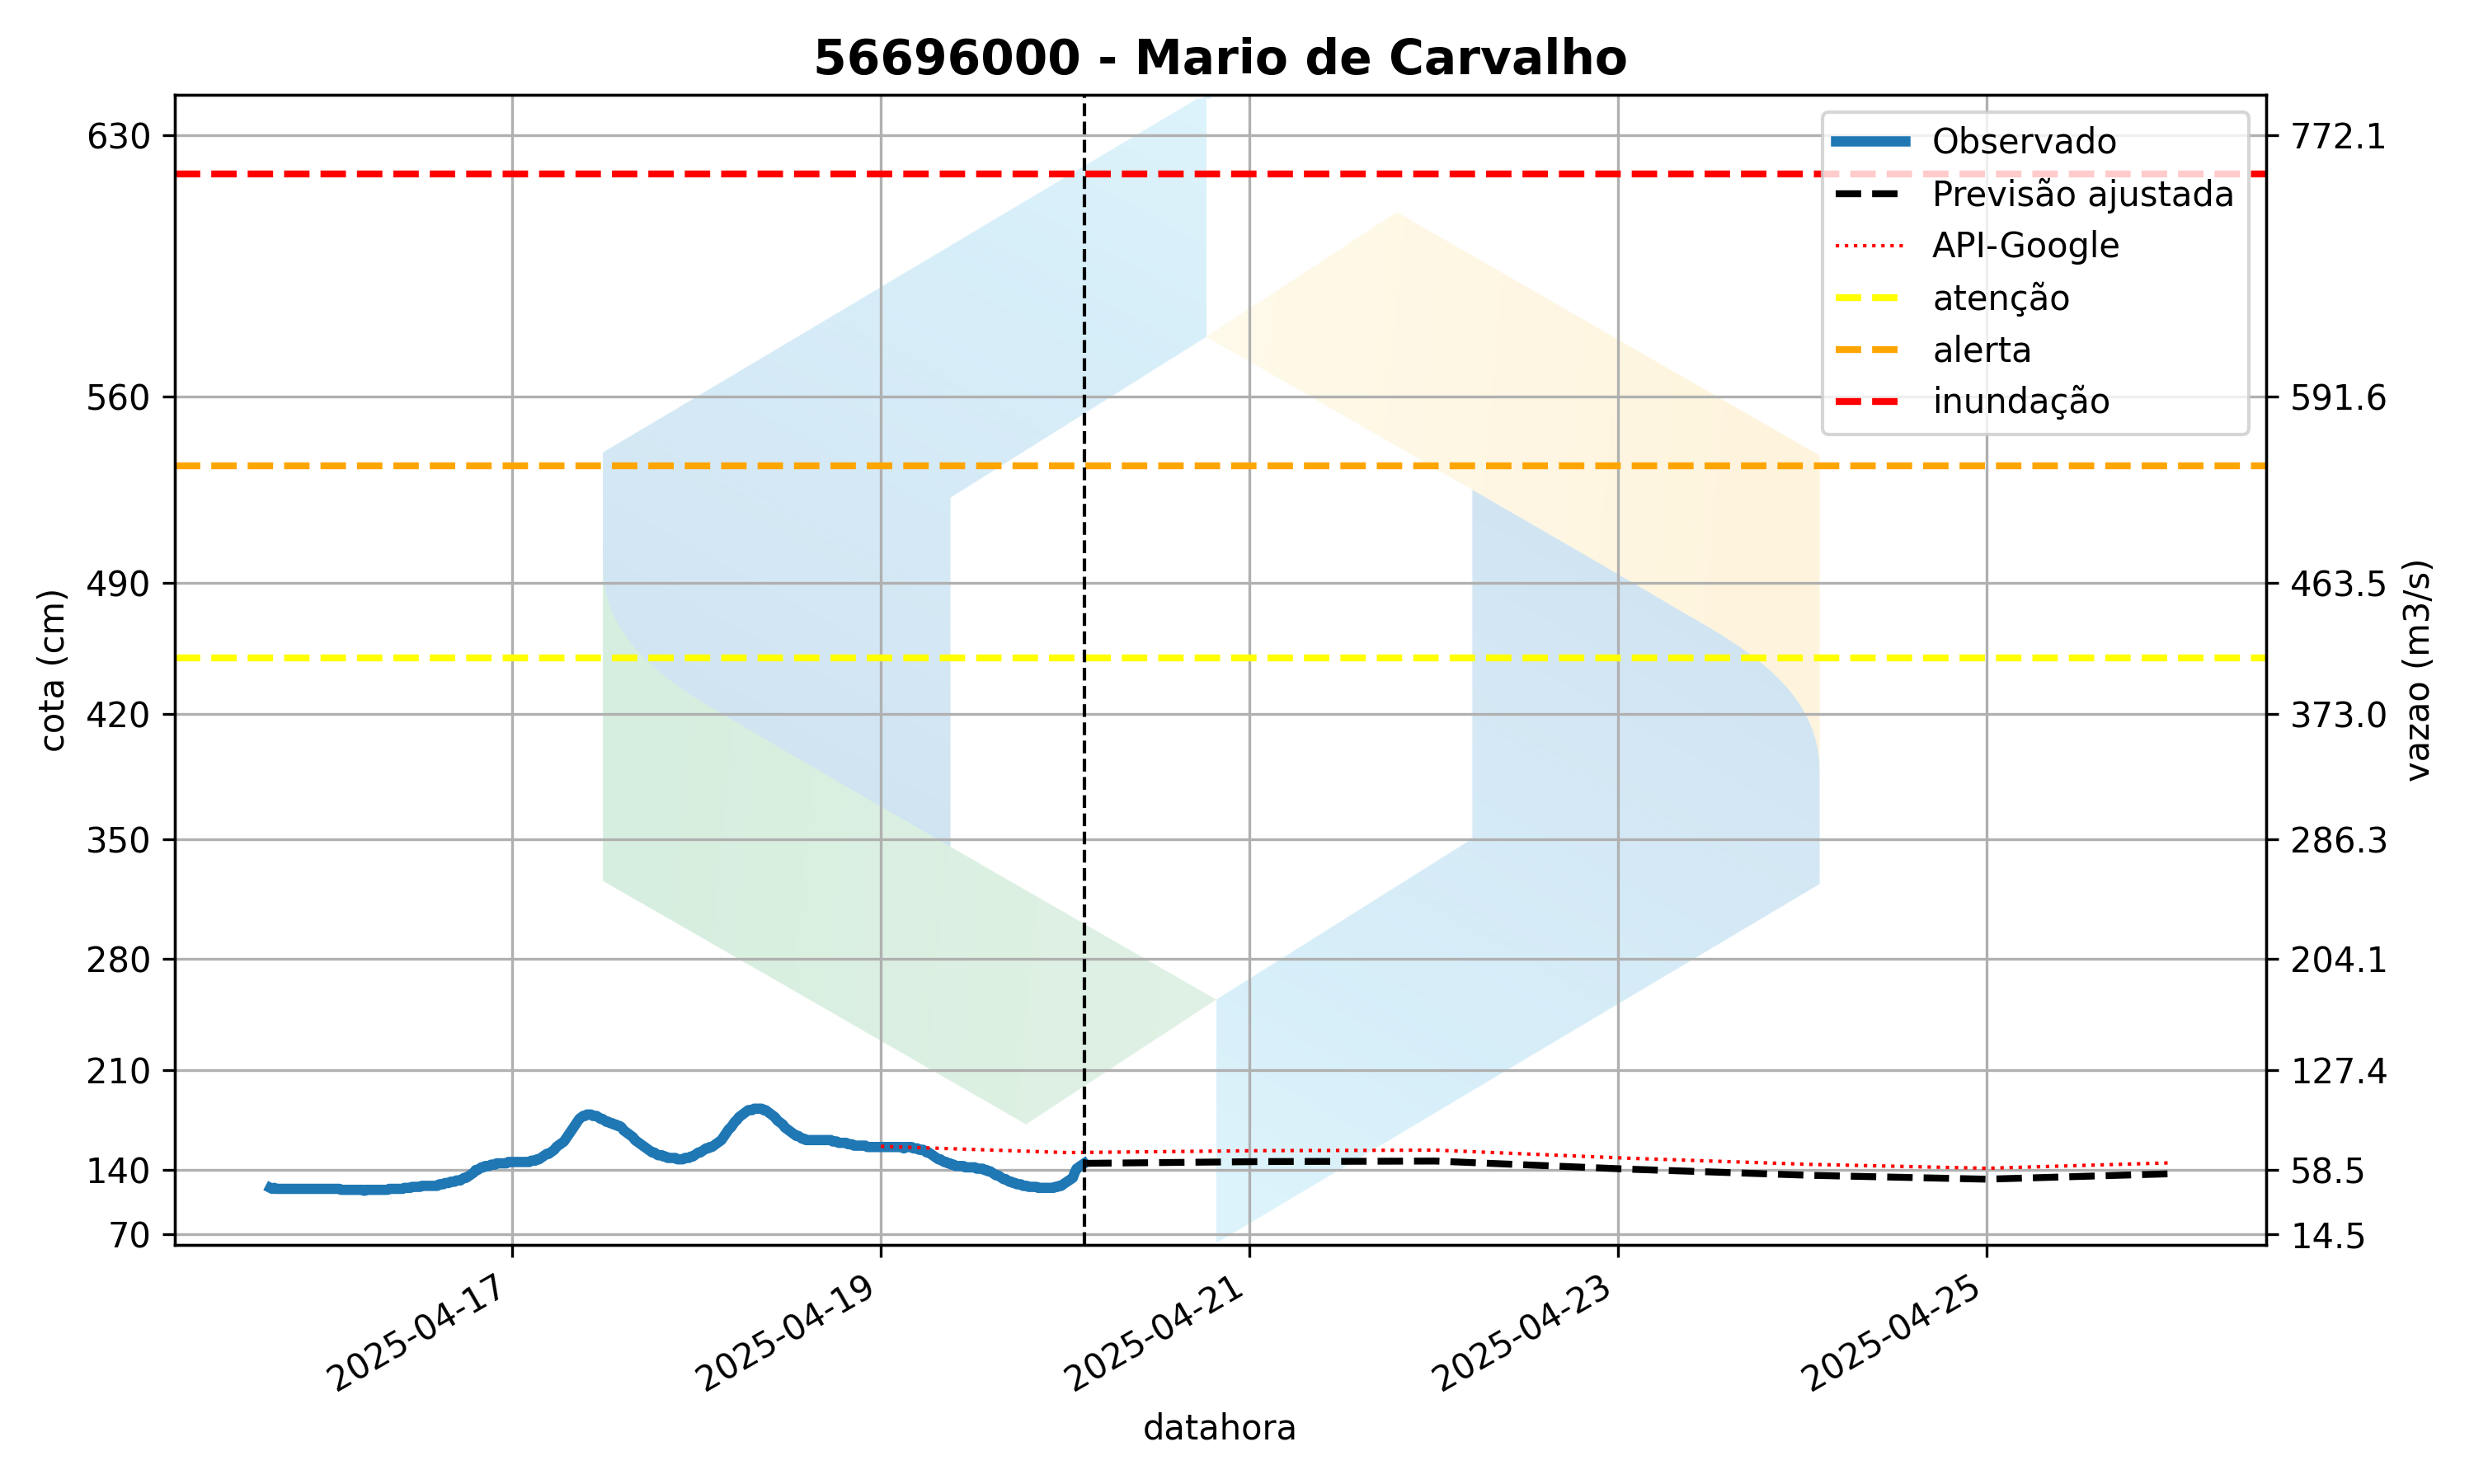 56696000 - Mario de Carvalho
630
560
490
420
350
280
210
140
70
cota (cm)
772.1
591.6
463.5
373.0
286.3
204.1
127.4
58.5
14.5
vazao (m3/s)
Observado
Previsão ajustada
API-Google
atenção
alerta
inundação
2025-04-17
2025-04-19
2025-04-21
2025-04-23
2025-04-25
datahora